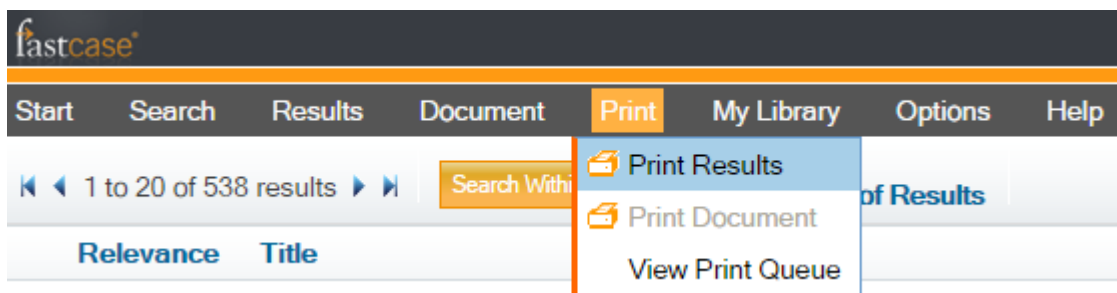 fastcase
Start Search Results Document Print My Library Options Help
1 to 20 of 538 results Search Withi of Results
Print Results
Print Document
View Print Queue
Relevance Title